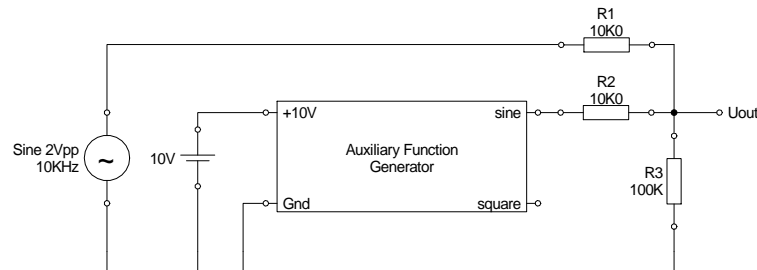 R1
10K0
R2
10K0
+10V
sine
Uout
Sine 2Vpp
10KHz
~
10V
Auxiliary Function
Generator
R3
100K
Gnd
square